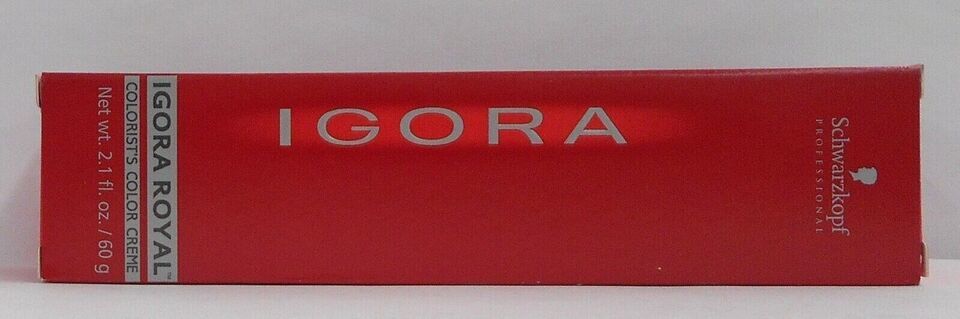 IGORA ROYAL™
COLORIST'S COLOR CREME
Net wt. 2.1 fl. oz. / 60 g
IGORA
Schwarzkopf
PROFESSIONAL